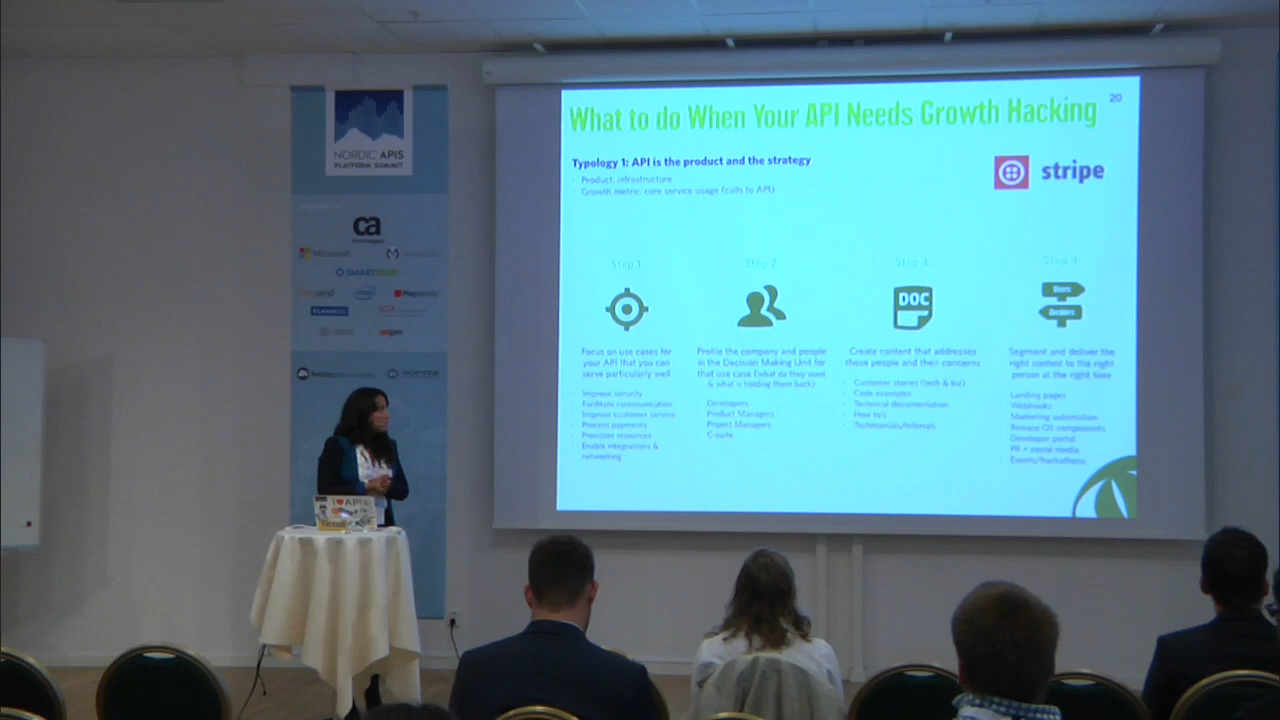 What to do When Your API Needs Growth Hacking
20
Typology 1: API is the product and the strategy
· Product: infrastructure
· Growth metric: core service usage (calls to API)
stripe
Step 1:
Step 2:
Step 3:
Step 4:
DOC
Users
Focus on use cases for
your API that you can
serve particularly well
· Improve security
· Facilitate communication
· Improve customer service
· Process payments
· Provision resources
· Enable integrations &
networking
Profile the company and people
in the Decision Making Unit for
that use case (what do they want
& what is holding them back)
· Developers
· Product Managers
· Project Managers
· C-suite
Create content that addresses
those people and their concerns
· Customer stories (tech & biz)
· Code examples
· Technical documentation
· How to's
· Testimonials/referrals
Segment and deliver the
right content to the right
person at the right time
· Landing pages
· Webhooks
· Marketing automation
· Release OS components
· Developer portal
· PR + social media
· Events/hackathons
NORDIC APIS
PLATFORM SUMMIT
ca
technologies
Microsoft
SMARTBEAR
intel
apigee
I ♥ APIs